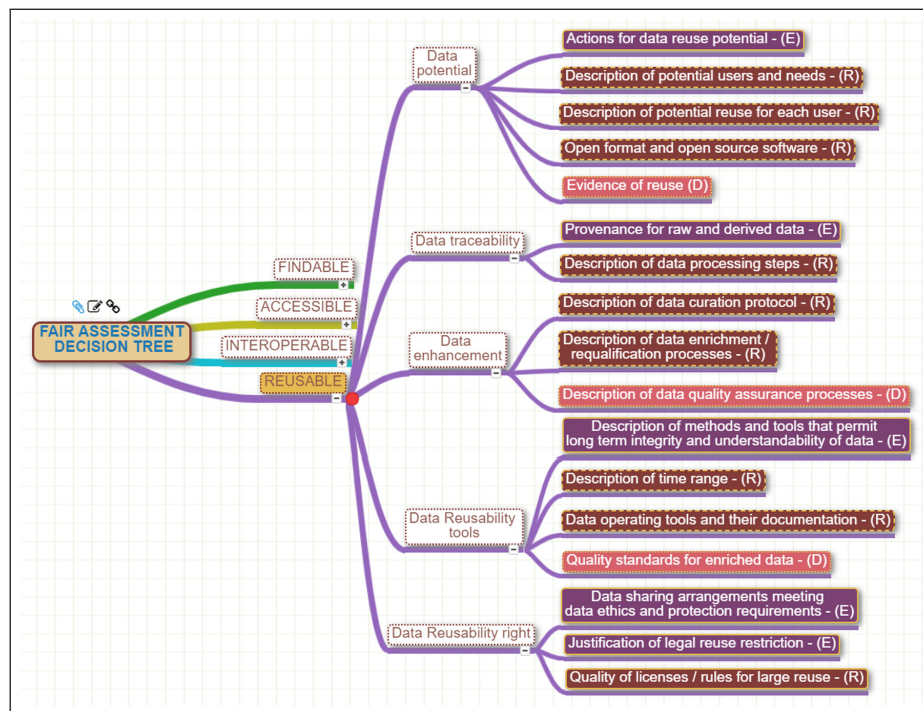 FAIR ASSESSMENT
DECISION TREE
FINDABLE
ACCESSIBLE
INTEROPERABLE
REUSABLE
Data
potential
Actions for data reuse potential - (E)
Description of potential users and needs - (R)
Description of potential reuse for each user - (R)
Open format and open source software - (R)
Evidence of reuse (D)
Data traceability
Provenance for raw and derived data - (E)
Description of data processing steps - (R)
Data
enhancement
Description of data curation protocol - (R)
Description of data enrichment /
requalification processes - (R)
Description of data quality assurance processes - (D)
Data Reusability
tools
Description of methods and tools that permit
long term integrity and understandability of data - (E)
Description of time range - (R)
Data operating tools and their documentation - (R)
Quality standards for enriched data - (D)
Data Reusability right
Data sharing arrangements meeting
data ethics and protection requirements - (E)
Justification of legal reuse restriction - (E)
Quality of licenses / rules for large reuse - (R)